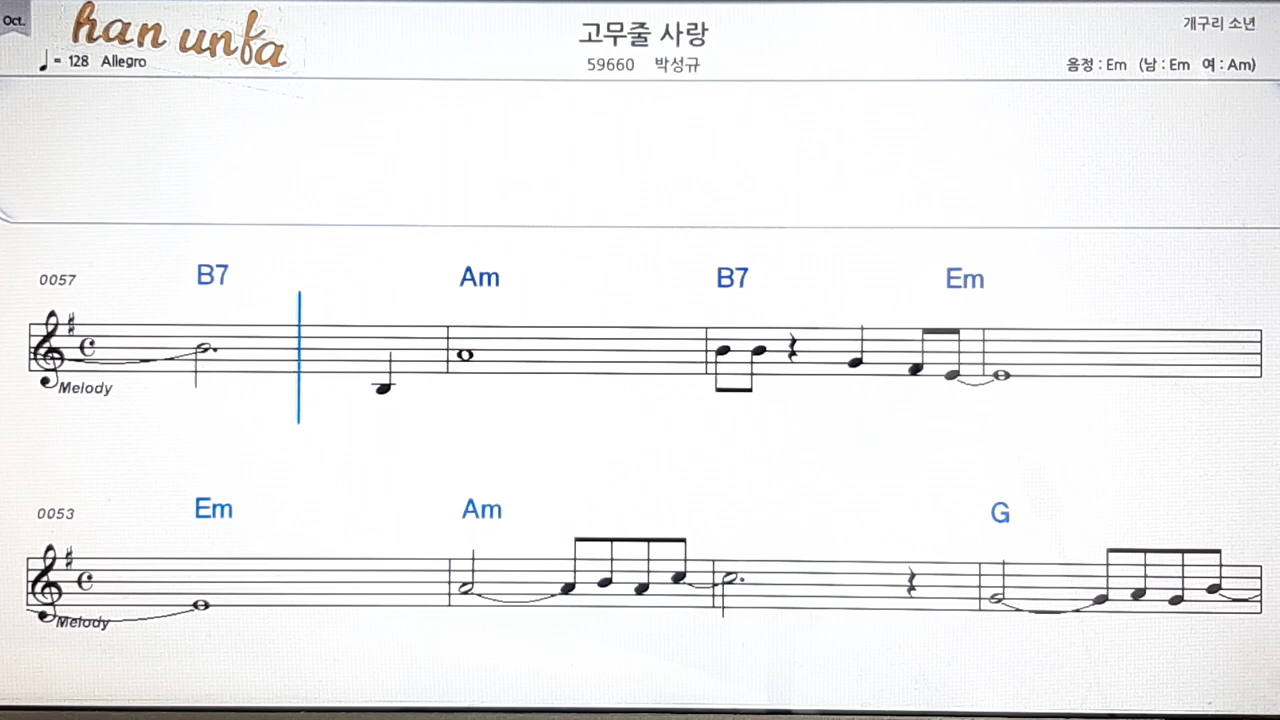 Oct.
han unfa
고무줄 사랑
개구리 소년
♩ = 128 Allegro
59660 박성규
음정 : Em (남 : Em 여 : Am)
0057 B7 Am B7 Em
Melody
0053 Em Am G
Melody